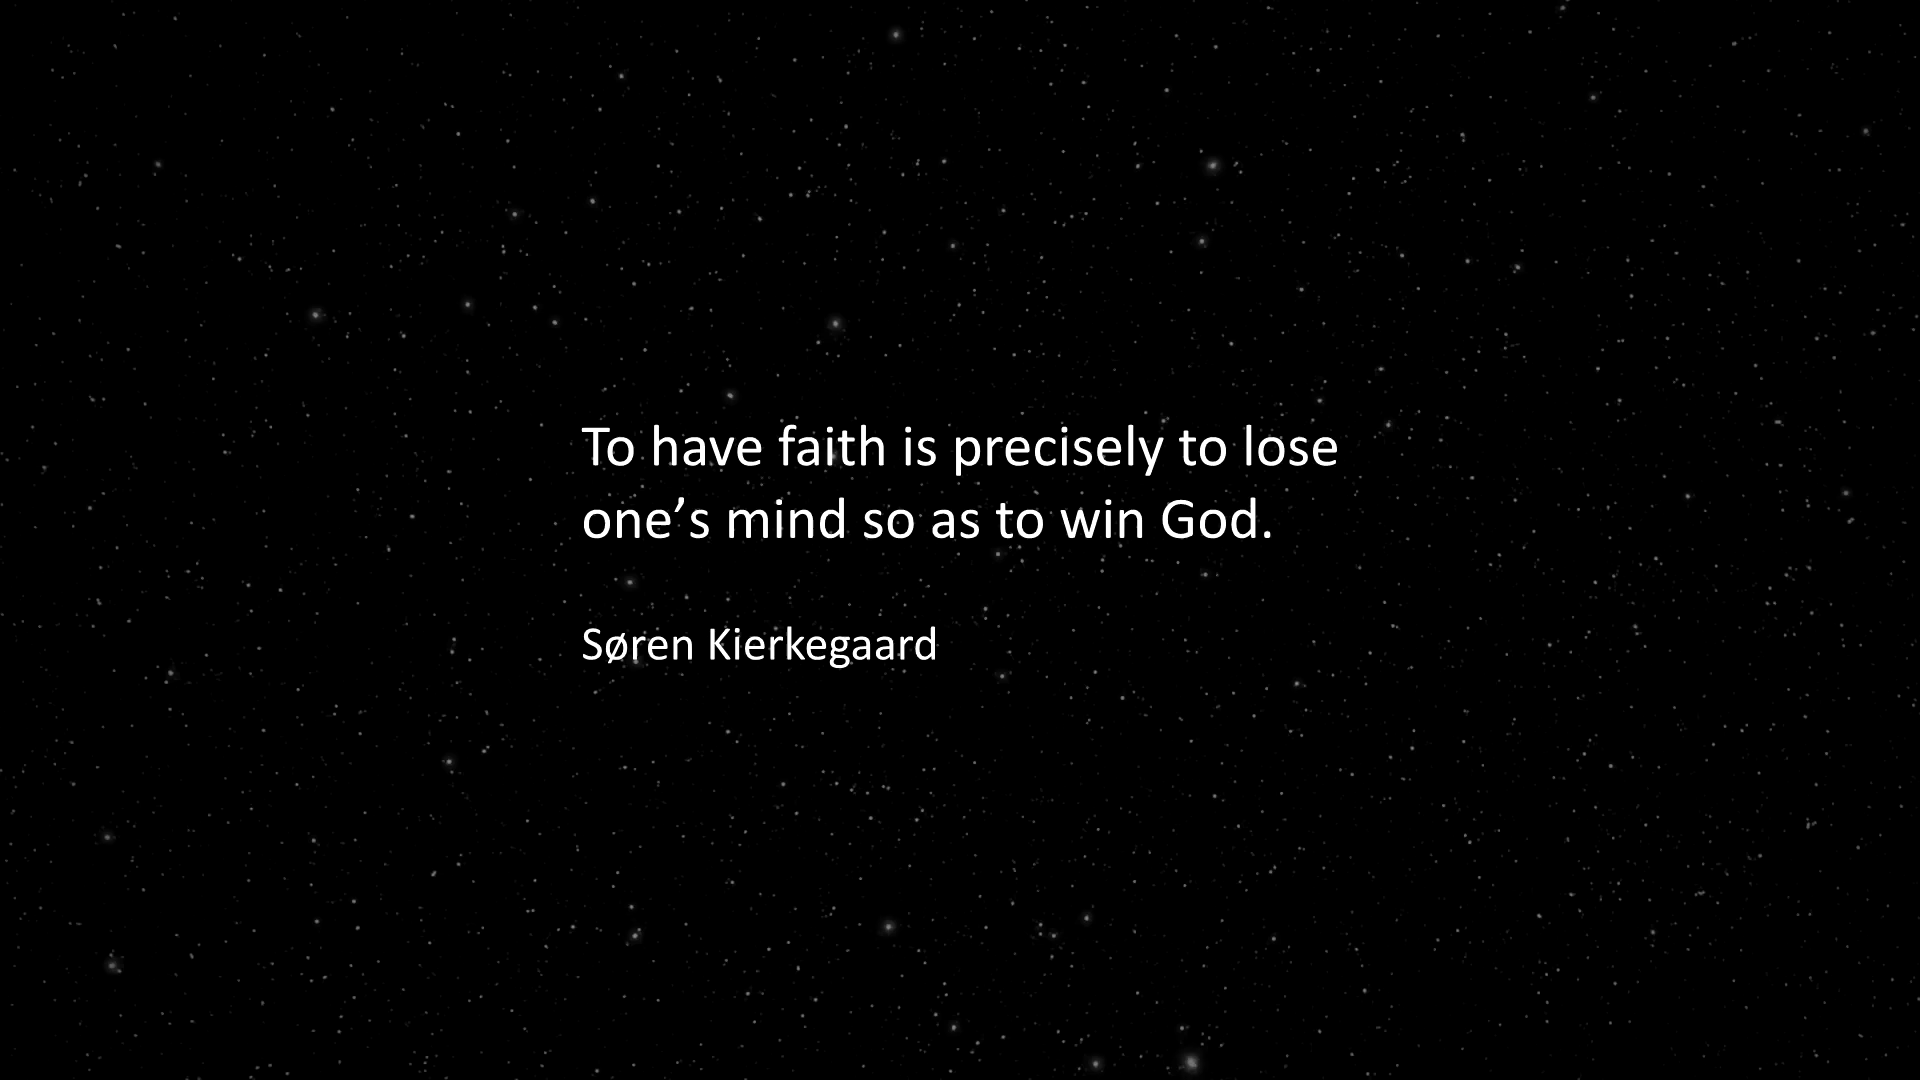 To have faith is precisely to lose
one’s mind so as to win God.
Søren Kierkegaard